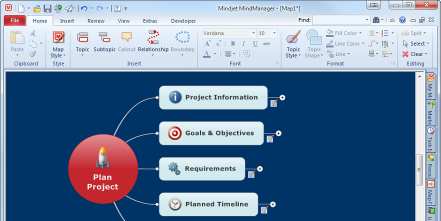 Mindjet MindManager - [Map1*]
File Home Insert Review View Extras Developer Find:
Paste Map Style Topic Subtopic Callout Relationship Boundary Verdana 10 Topic Style Fill Color Line Color Line Split Select Clear
Clipboard Style Insert Font Format Topic Editing
Project Information
Goals & Objectives
Plan Project
Requirements
Planned Timeline